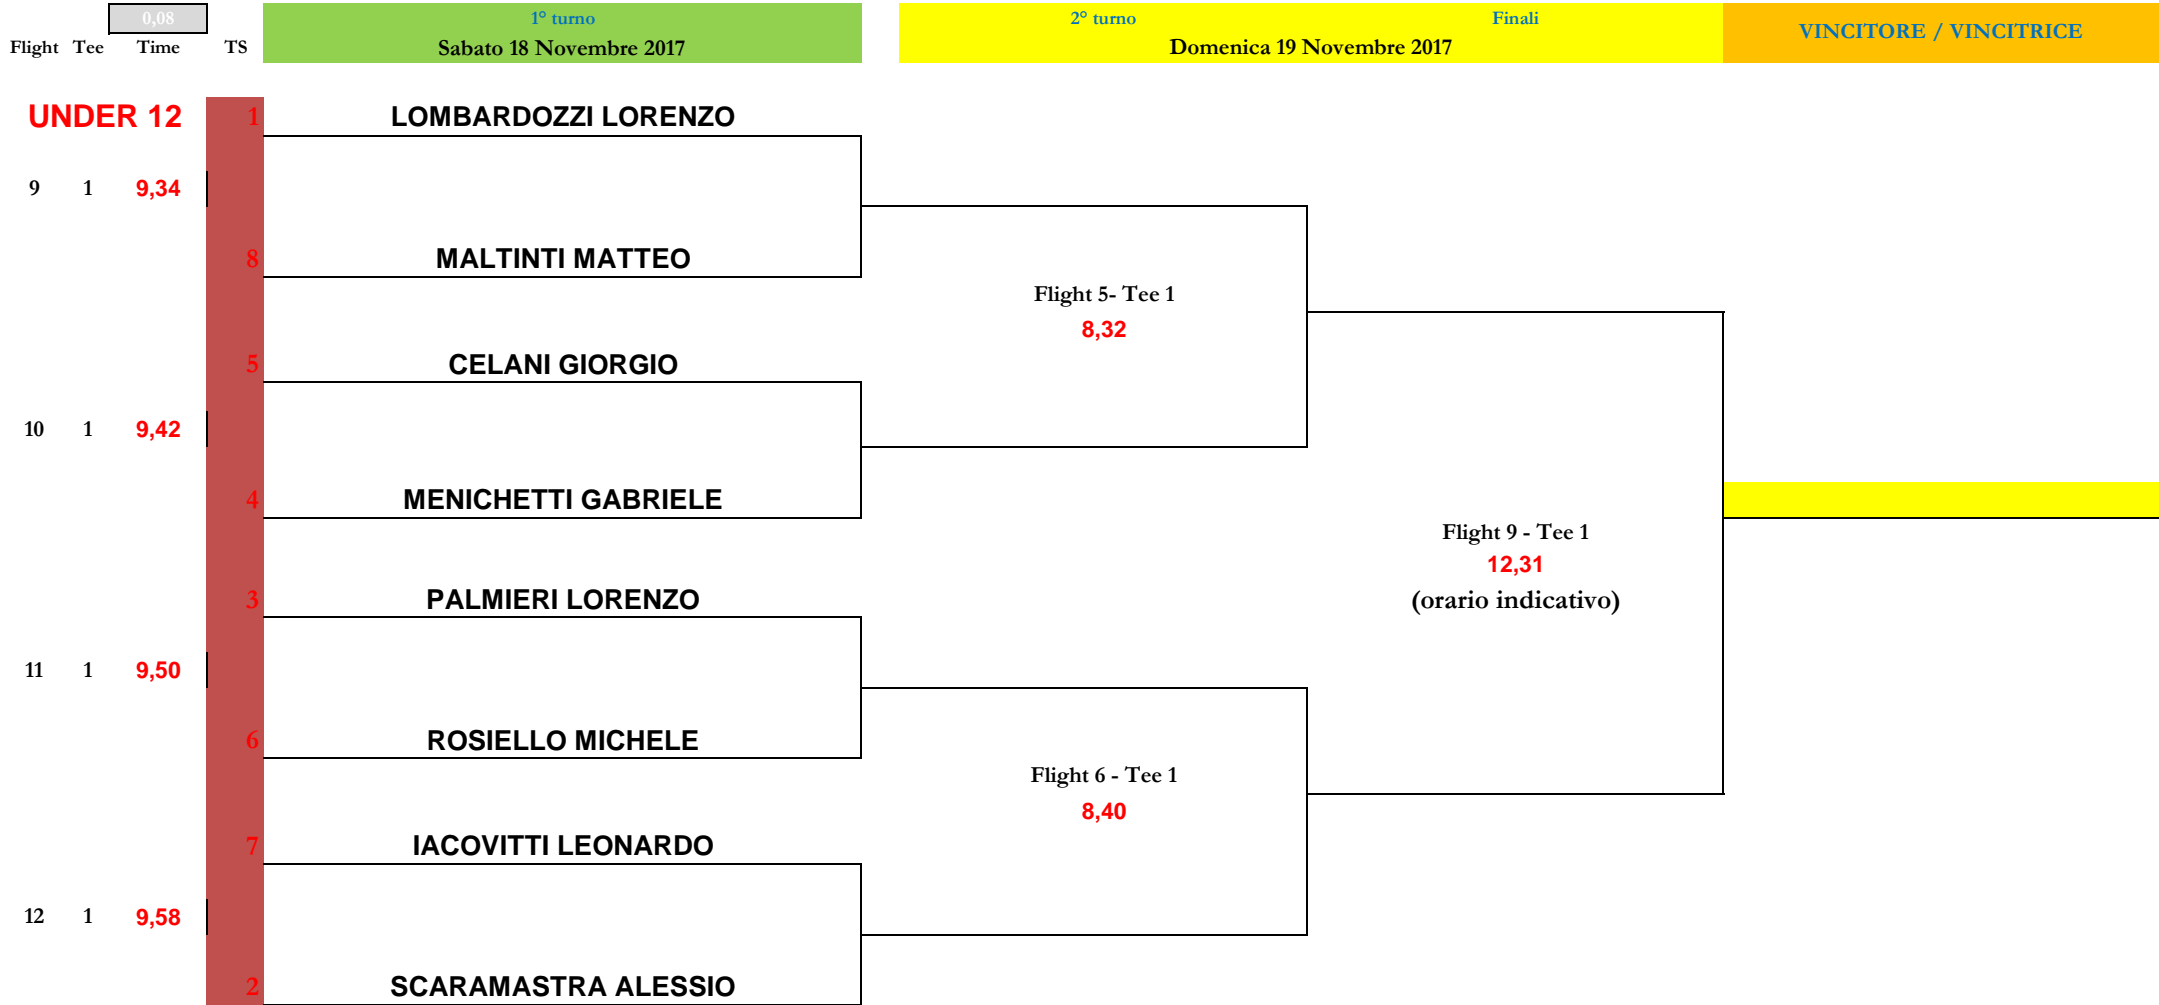 0,08
1° turno
2° turno
Finali
VINCITORE / VINCITRICE
Flight Tee Time TS
Sabato 18 Novembre 2017
Domenica 19 Novembre 2017
UNDER 12
1 LOMBARDOZZI LORENZO
9 1 9,34
8 MALTINTI MATTEO
Flight 5- Tee 1
8,32
5 CELANI GIORGIO
10 1 9,42
4 MENICHETTI GABRIELE
Flight 9 - Tee 1
12,31
(orario indicativo)
3 PALMIERI LORENZO
11 1 9,50
6 ROSIELLO MICHELE
Flight 6 - Tee 1
8,40
7 IACOVITTI LEONARDO
12 1 9,58
2 SCARAMASTRA ALESSIO